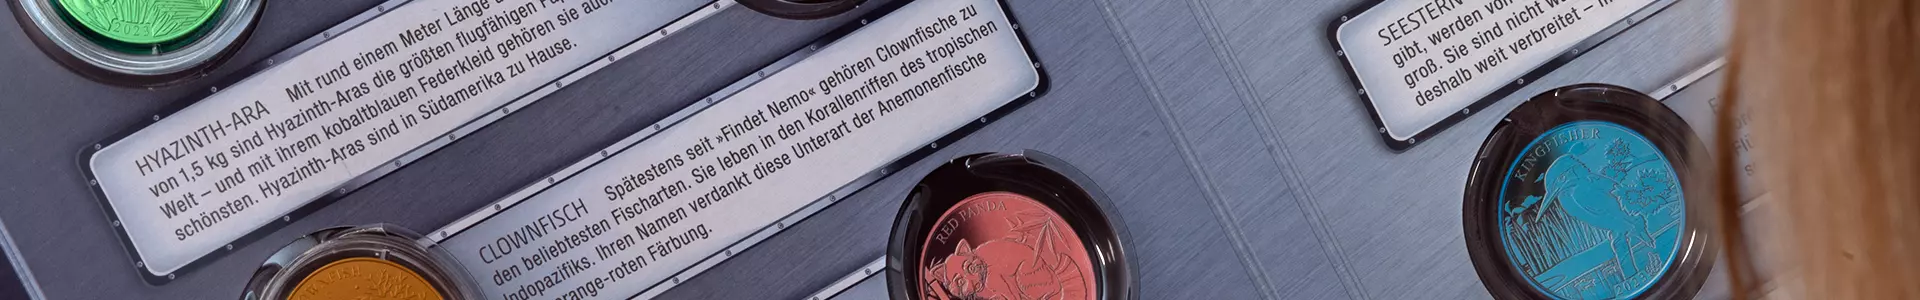 2023
HYAZINTH-ARA Mit rund einem Meter Länge
von 1,5 kg sind Hyazinth-Aras die größten flugfähigen
Welt – und mit ihrem kobaltblauen Federkleid gehören sie
schönsten. Hyazinth-Aras sind in Südamerika zu Hause.
CLOWNFISCH Spätestens seit »Findet Nemo« gehören Clownfische zu
den beliebtesten Fischarten. Sie leben in den Korallenriffen des tropischen
Indopazifiks. Ihren Namen verdankt diese Unterart der Anemonenfische
orange-roten Färbung.
RED PANDA
SEESTERN
gibt, werden von
groß. Sie sind nicht
deshalb weit verbreitet –
KINGFISHER
2023